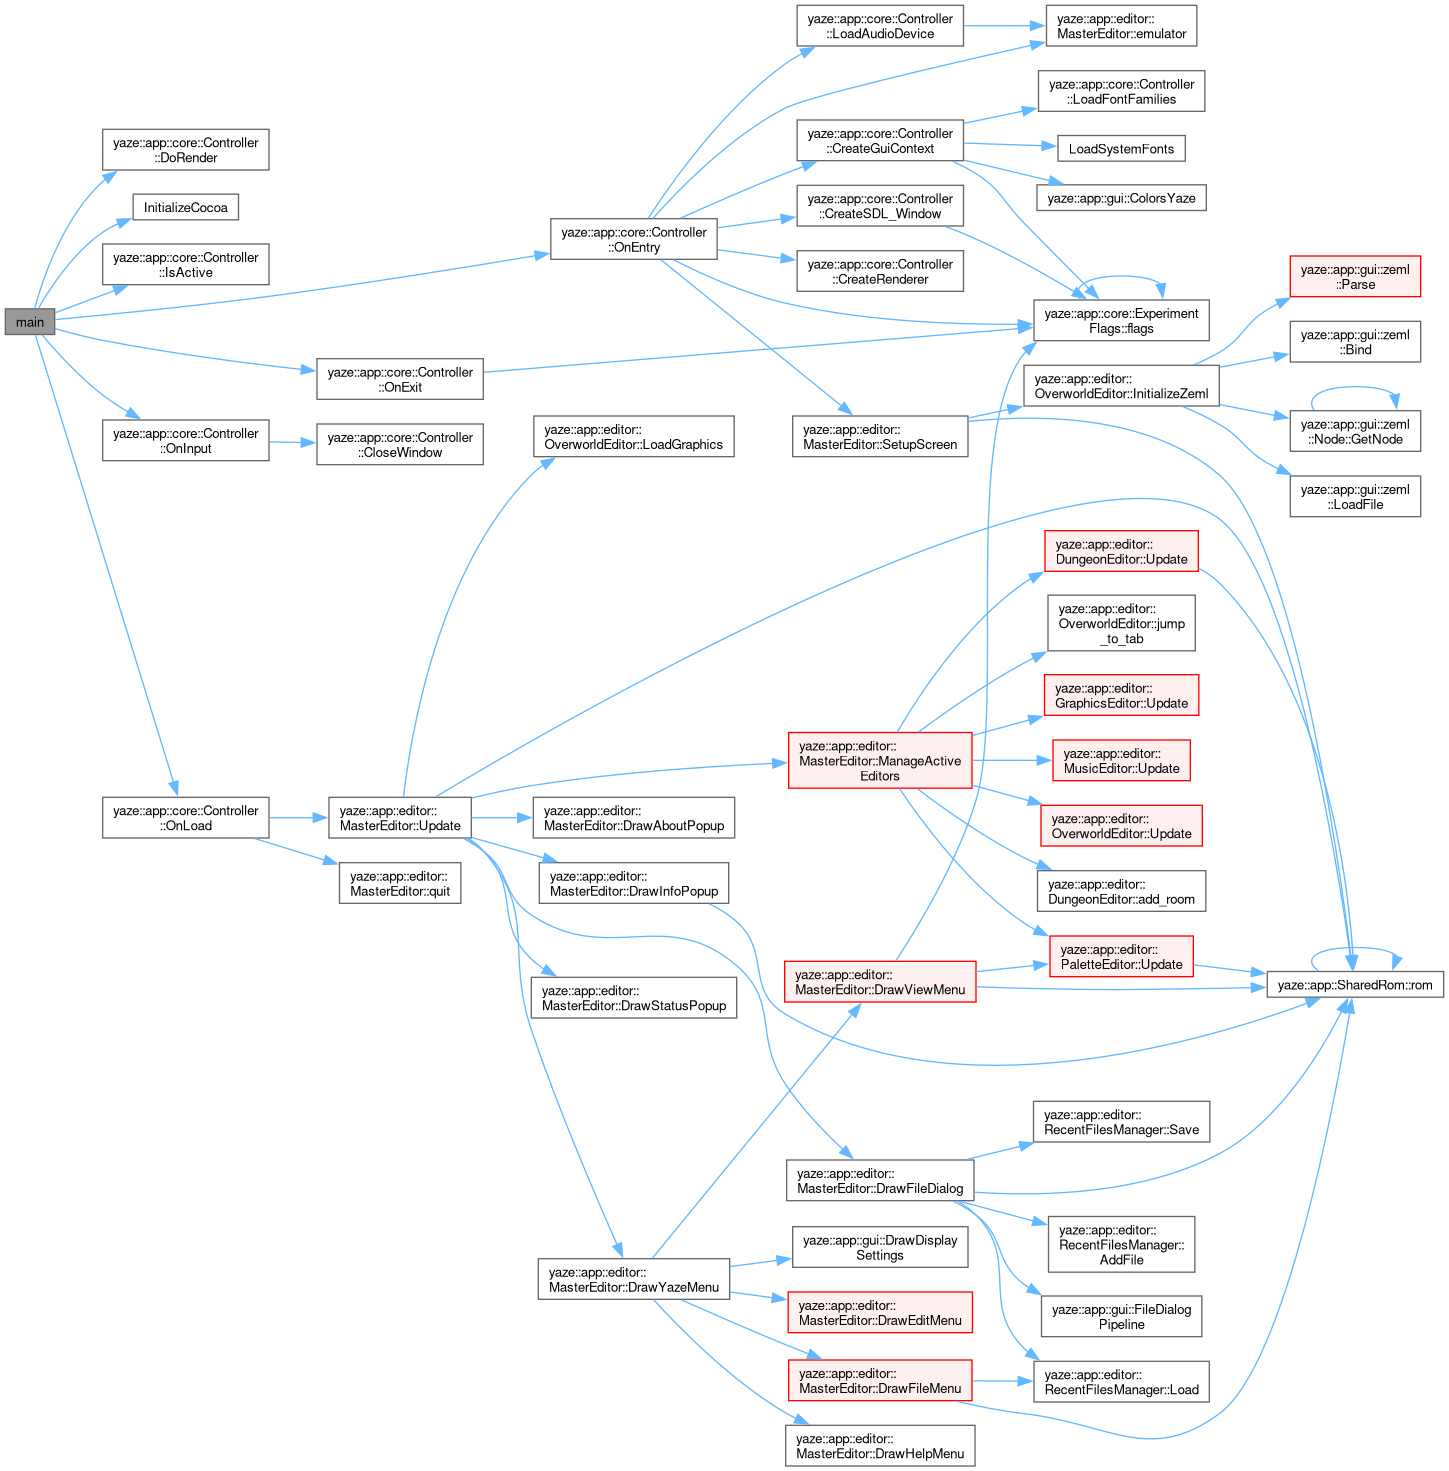 main
yaze::app::core::Controller
::DoRender
InitializeCocoa
yaze::app::core::Controller
::IsActive
yaze::app::core::Controller
::OnExit
yaze::app::core::Controller
::OnInput
yaze::app::core::Controller
::CloseWindow
yaze::app::core::Controller
::OnLoad
yaze::app::core::Controller
::OnEntry
yaze::app::editor::
OverworldEditor::LoadGraphics
yaze::app::editor::
MasterEditor::Update
yaze::app::editor::
MasterEditor::quit
yaze::app::editor::
MasterEditor::DrawAboutPopup
yaze::app::editor::
MasterEditor::DrawInfoPopup
yaze::app::editor::
MasterEditor::DrawStatusPopup
yaze::app::editor::
MasterEditor::DrawYazeMenu
yaze::app::core::Controller
::LoadAudioDevice
yaze::app::core::Controller
::CreateGuiContext
yaze::app::core::Controller
::CreateSDL_Window
yaze::app::core::Controller
::CreateRenderer
yaze::app::editor::
MasterEditor::SetupScreen
yaze::app::editor::
MasterEditor::ManageActive
Editors
yaze::app::editor::
MasterEditor::DrawViewMenu
yaze::app::editor::
MasterEditor::DrawFileDialog
yaze::app::gui::DrawDisplay
Settings
yaze::app::editor::
MasterEditor::DrawEditMenu
yaze::app::editor::
MasterEditor::DrawFileMenu
yaze::app::editor::
MasterEditor::DrawHelpMenu
yaze::app::editor::
MasterEditor::emulator
yaze::app::core::Controller
::LoadFontFamilies
LoadSystemFonts
yaze::app::gui::ColorsYaze
yaze::app::core::Experiment
Flags::flags
yaze::app::editor::
OverworldEditor::InitializeZeml
yaze::app::editor::
DungeonEditor::Update
yaze::app::editor::
OverworldEditor::jump
_to_tab
yaze::app::editor::
GraphicsEditor::Update
yaze::app::editor::
MusicEditor::Update
yaze::app::editor::
OverworldEditor::Update
yaze::app::editor::
DungeonEditor::add_room
yaze::app::editor::
PaletteEditor::Update
yaze::app::editor::
RecentFilesManager::Save
yaze::app::editor::
RecentFilesManager::
AddFile
yaze::app::gui::FileDialog
Pipeline
yaze::app::editor::
RecentFilesManager::Load
yaze::app::gui::zeml
::Parse
yaze::app::gui::zeml
::Bind
yaze::app::gui::zeml
::Node::GetNode
yaze::app::gui::zeml
::LoadFile
yaze::app::SharedRom::rom